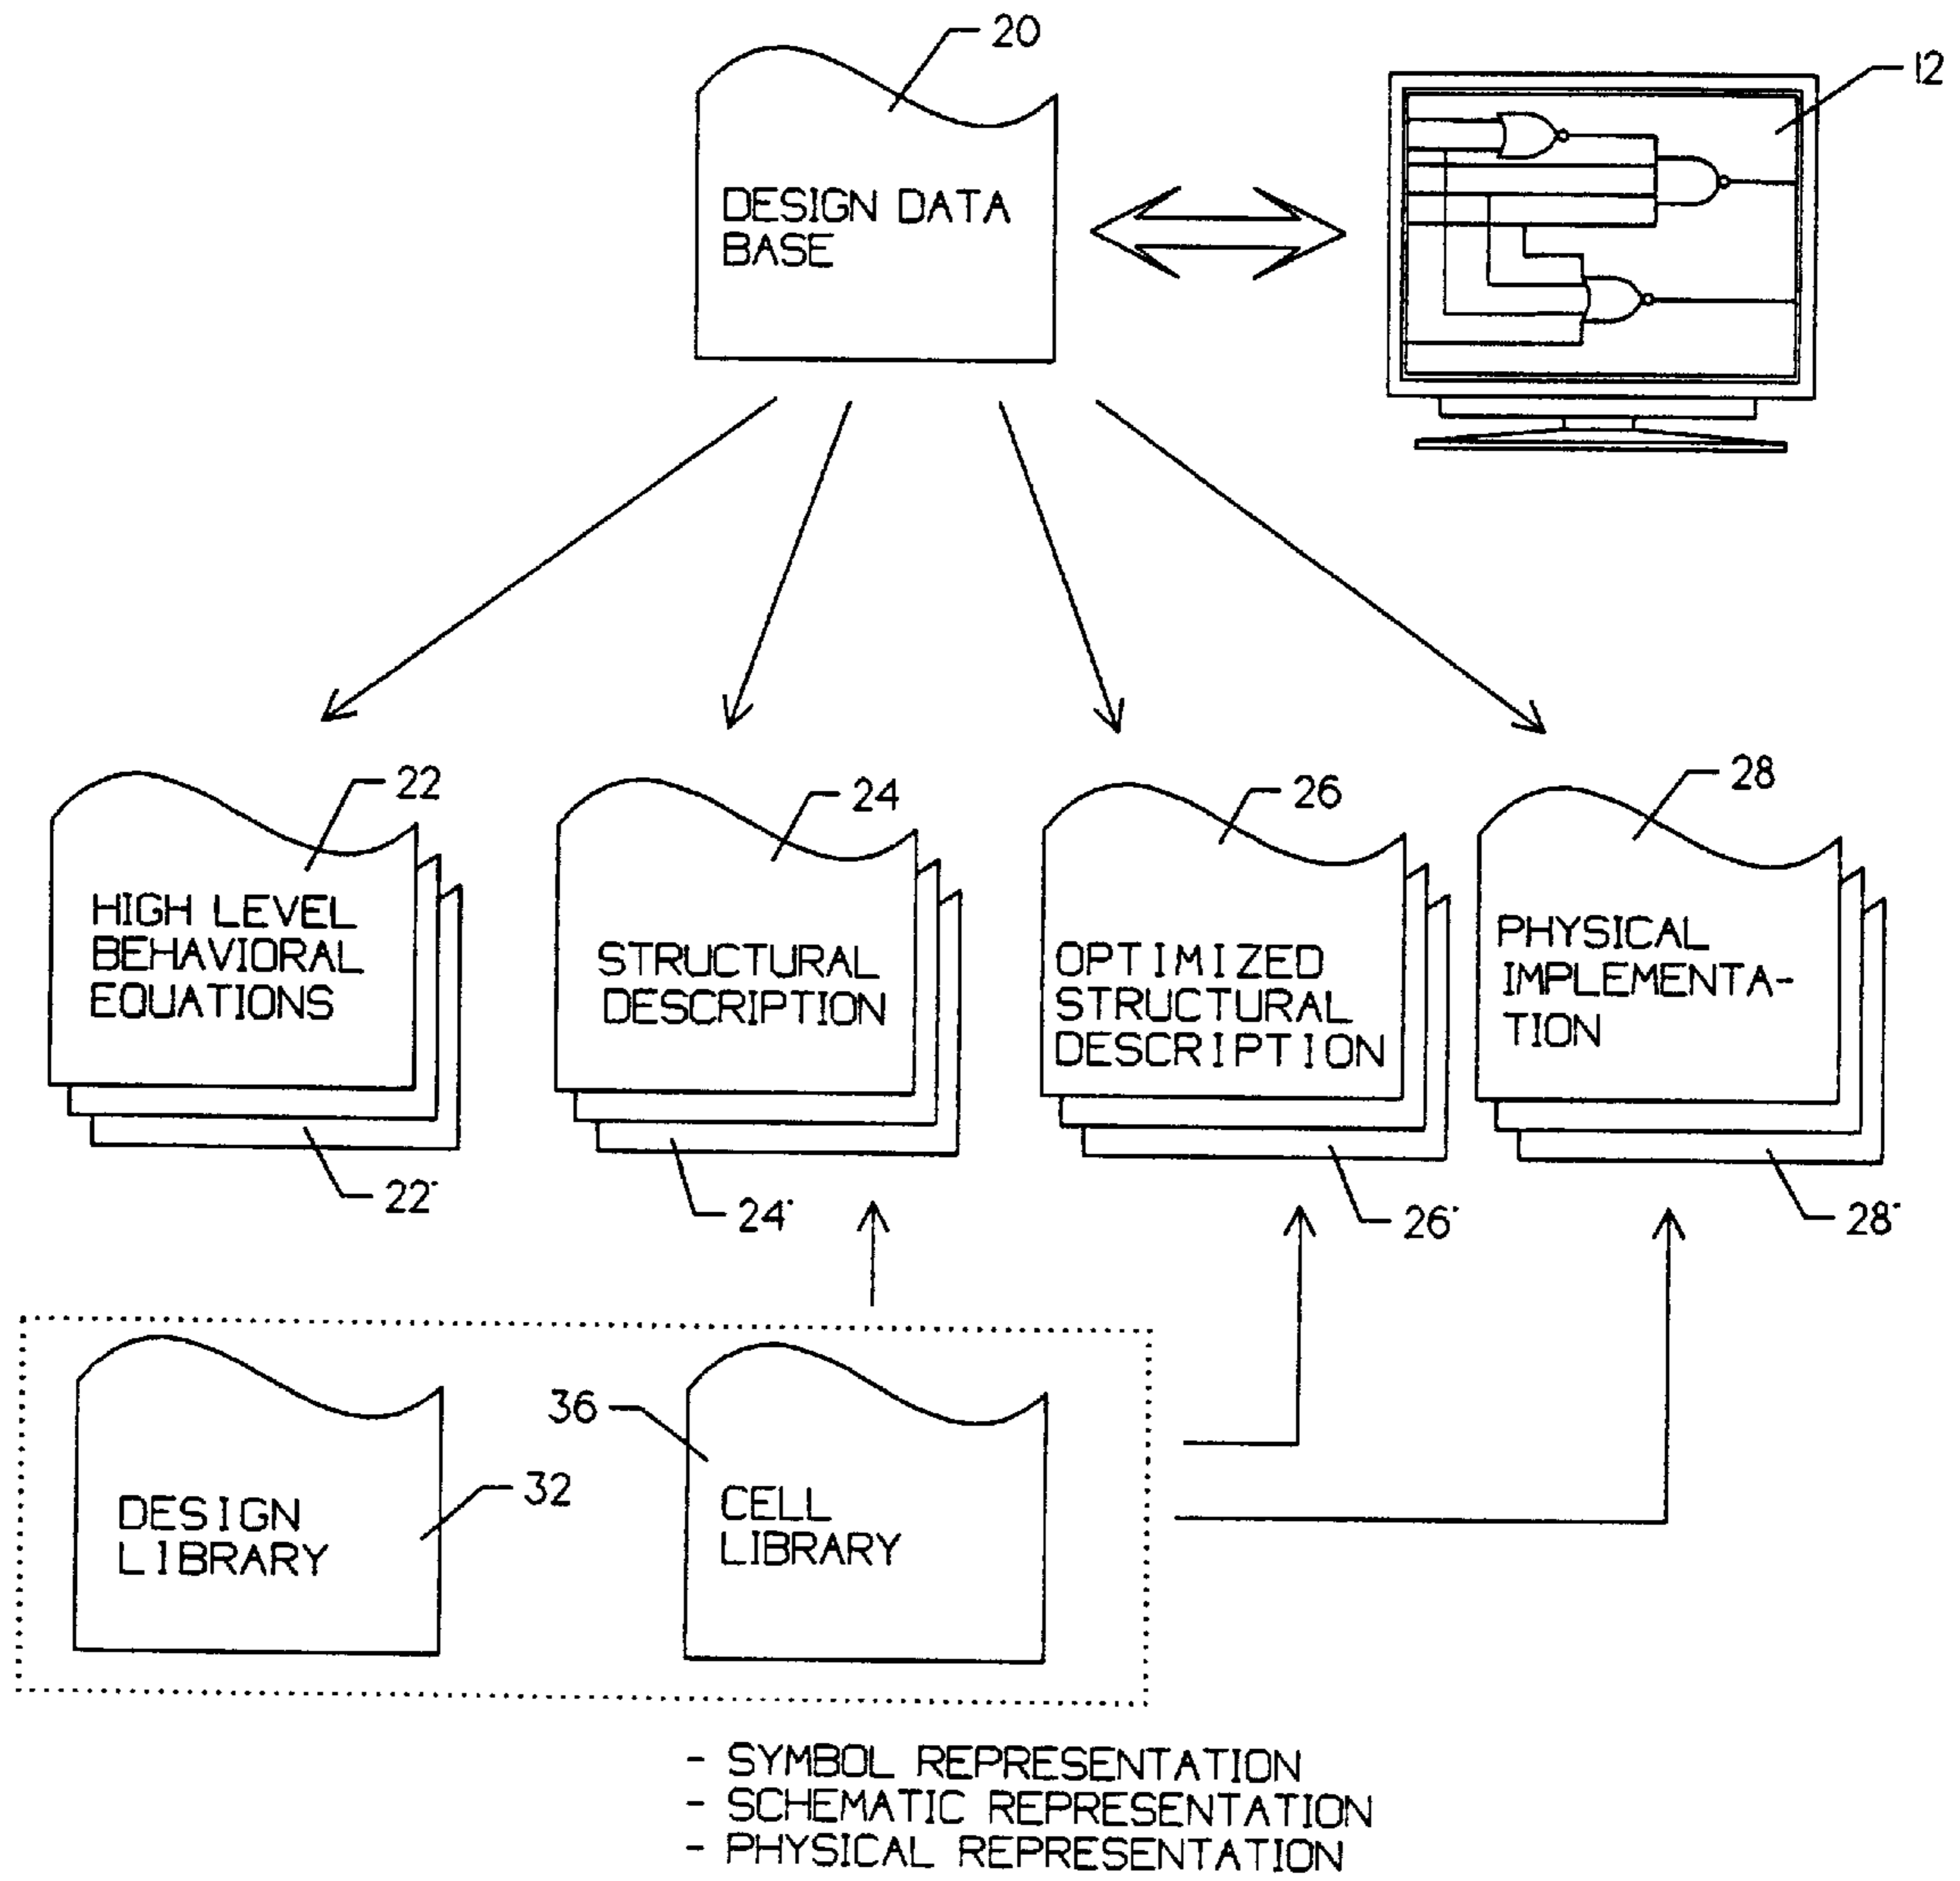 20
12
DESIGN DATA
BASE
22
24
26
28
HIGH LEVEL
BEHAVIORAL
EQUATIONS
STRUCTURAL
DESCRIPTION
OPTIMIZED
STRUCTURAL
DESCRIPTION
PHYSICAL
IMPLEMENTA-
TION
22'
24'
26'
28'
36
32
DESIGN
LIBRARY
CELL
LIBRARY
- SYMBOL REPRESENTATION
- SCHEMATIC REPRESENTATION
- PHYSICAL REPRESENTATION